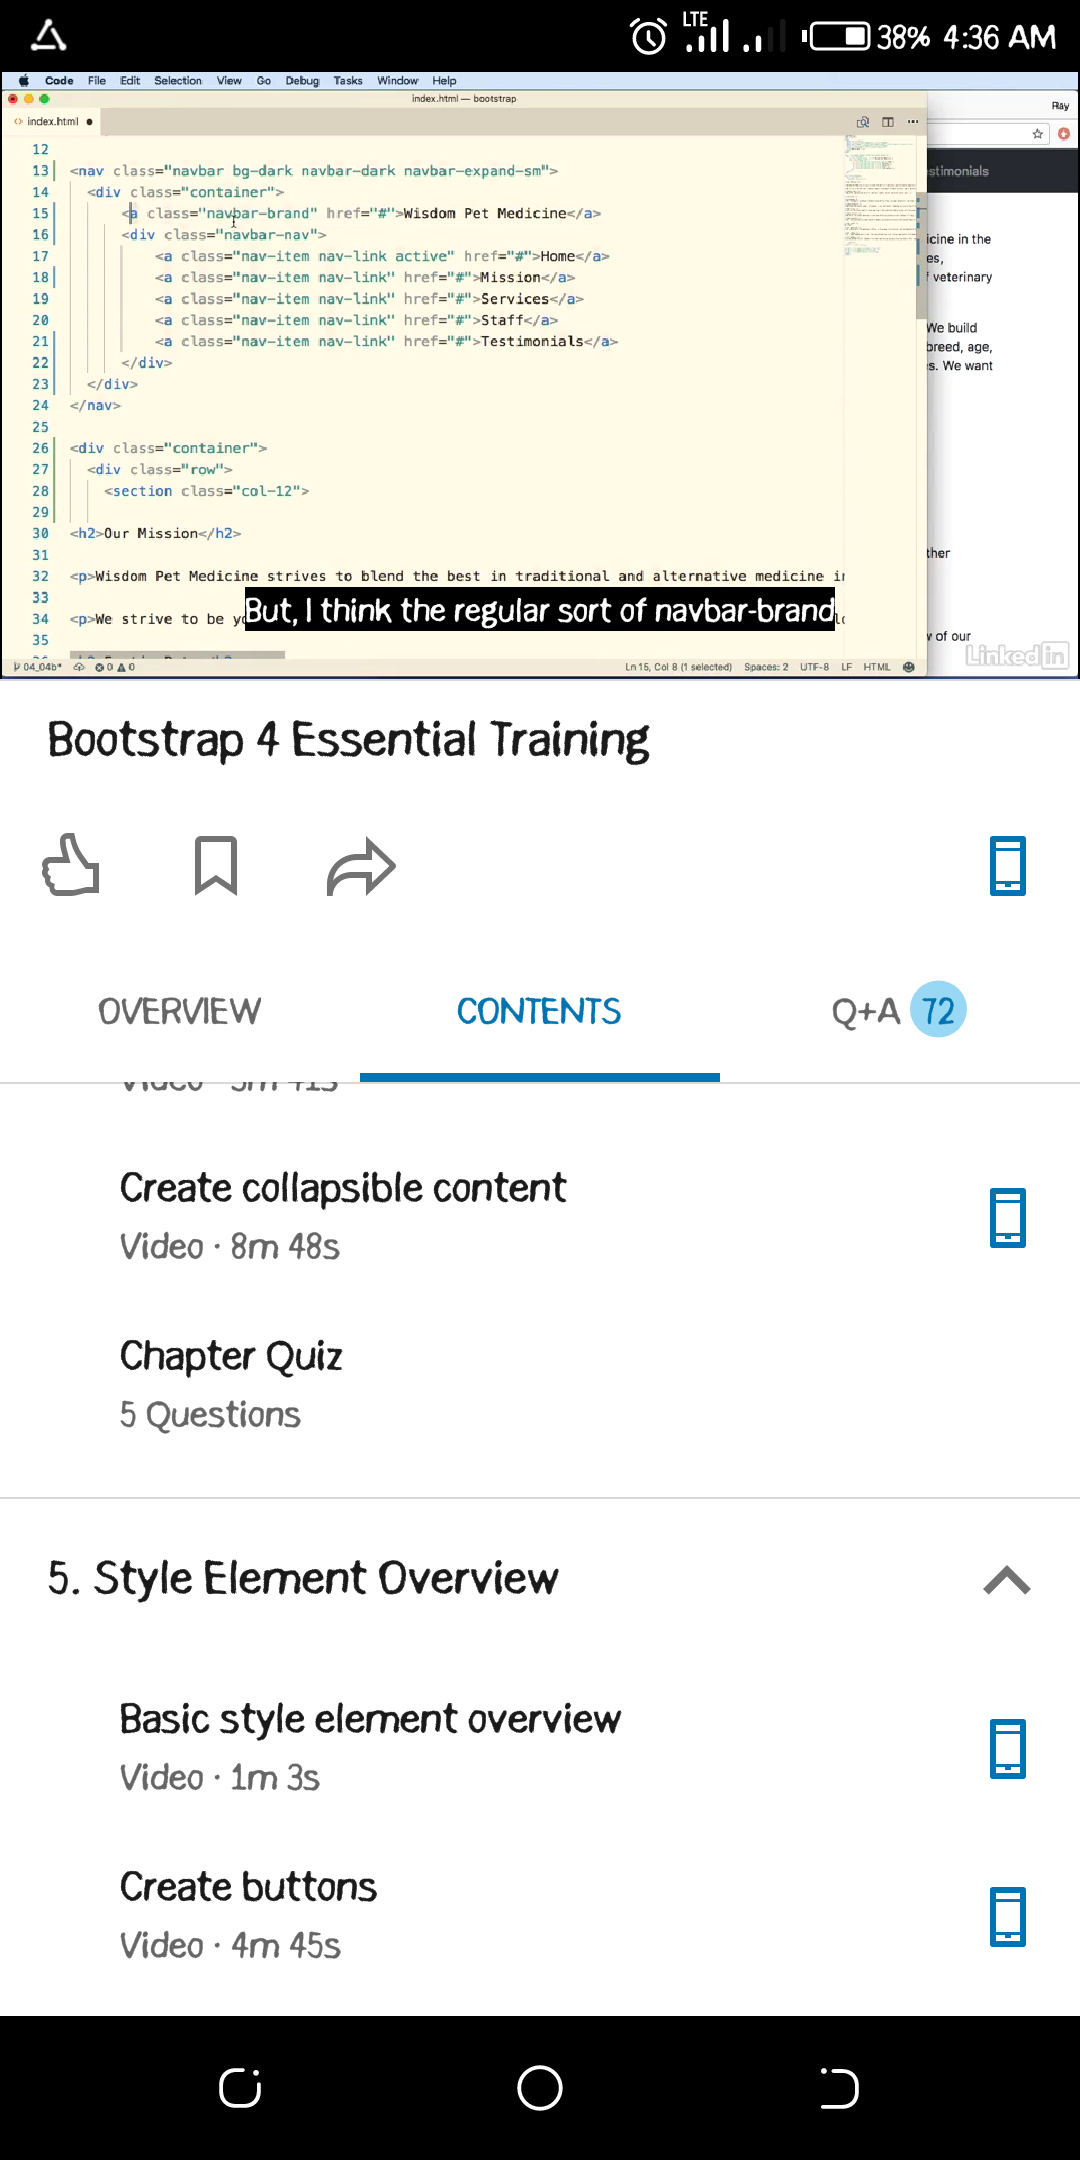 LTE 38% 4:36 AM
Code File Edit Selection View Go Debug Tasks Window Help
index.html — bootstrap
Ray
index.html
stimonials
12
13 <nav class="navbar bg-dark navbar-dark navbar-expand-sm">
14 <div class="container">
15 <a class="navbar-brand" href="#">Wisdom Pet Medicine</a>
16 <div class="navbar-nav">
17 <a class="nav-item nav-link active" href="#">Home</a>
18 <a class="nav-item nav-link" href="#">Mission</a>
19 <a class="nav-item nav-link" href="#">Services</a>
20 <a class="nav-item nav-link" href="#">Staff</a>
21 <a class="nav-item nav-link" href="#">Testimonials</a>
22 </div>
23 </div>
24 </nav>
25
26 <div class="container">
27 <div class="row">
28 <section class="col-12">
29
30 <h2>Our Mission</h2>
31
32 <p>Wisdom Pet Medicine strives to blend the best in traditional and alternative medicine in
33
34 <p>We strive to be yo
35
icine in the
es,
f veterinary
We build
breed, age,
s. We want
ther
w of our
But, I think the regular sort of navbar-brand
04_04b* 0 0 Ln 15, Col 8 (1 selected) Spaces: 2 UTF-8 LF HTML
Linked in
Bootstrap 4 Essential Training
OVERVIEW CONTENTS Q+A 72
Create collapsible content
Video · 8m 48s
Chapter Quiz
5 Questions
5. Style Element Overview
Basic style element overview
Video · 1m 3s
Create buttons
Video · 4m 45s